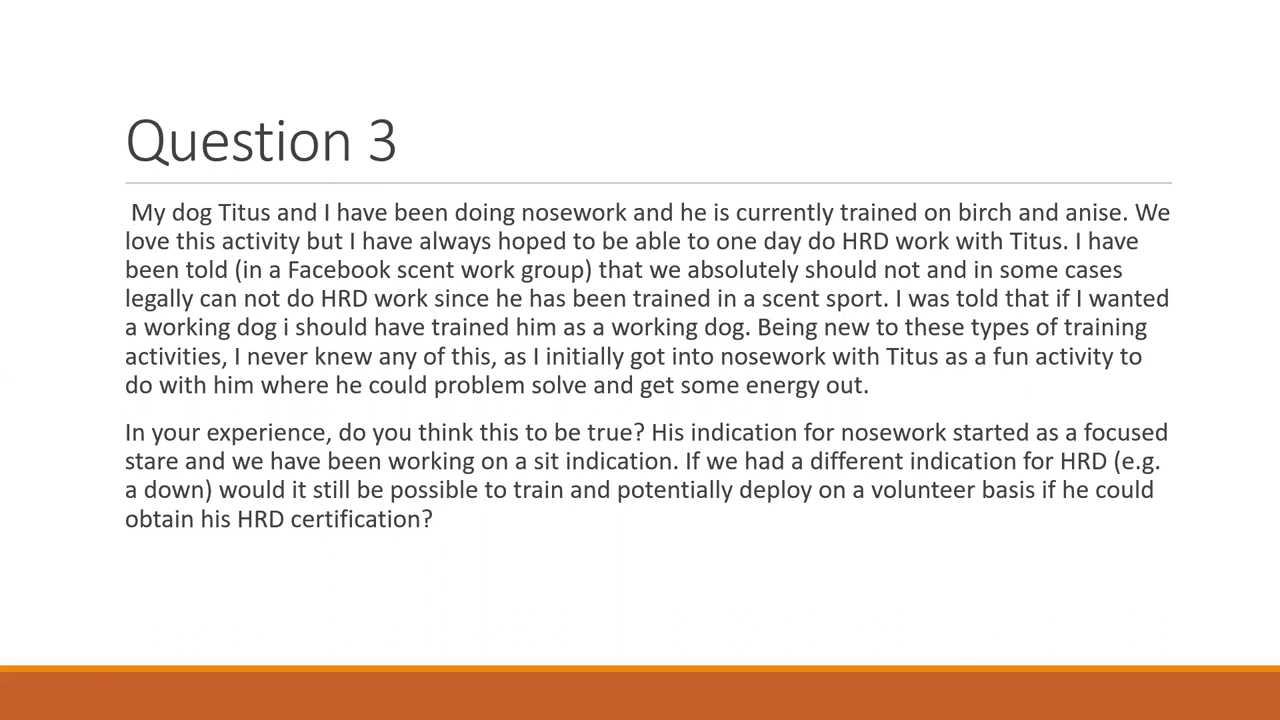 Question 3
My dog Titus and I have been doing nosework and he is currently trained on birch and anise. We
love this activity but I have always hoped to be able to one day do HRD work with Titus. I have
been told (in a Facebook scent work group) that we absolutely should not and in some cases
legally can not do HRD work since he has been trained in a scent sport. I was told that if I wanted
a working dog i should have trained him as a working dog. Being new to these types of training
activities, I never knew any of this, as I initially got into nosework with Titus as a fun activity to
do with him where he could problem solve and get some energy out.
In your experience, do you think this to be true? His indication for nosework started as a focused
stare and we have been working on a sit indication. If we had a different indication for HRD (e.g.
a down) would it still be possible to train and potentially deploy on a volunteer basis if he could
obtain his HRD certification?